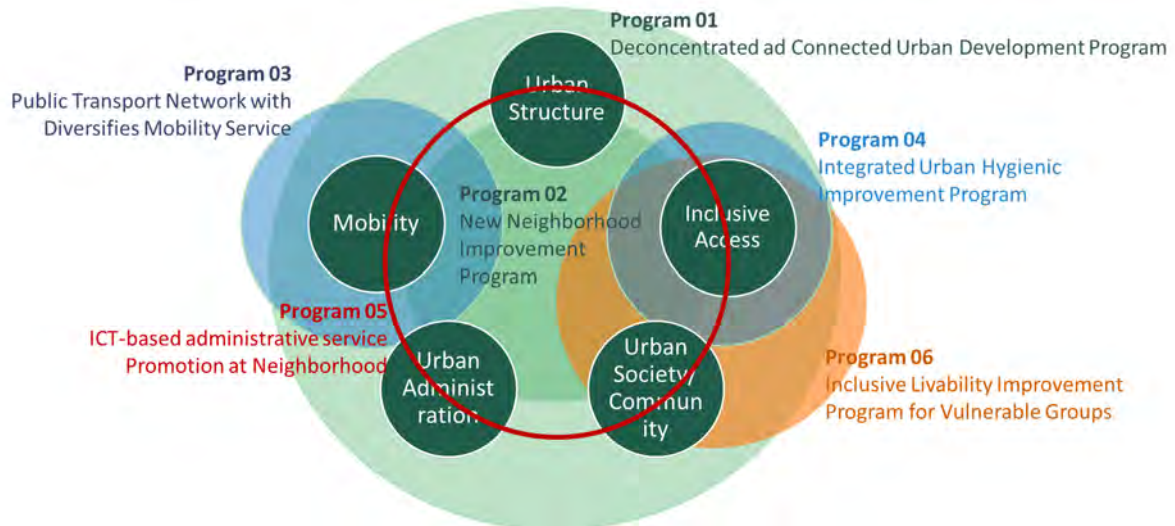 Program 01
Deconcentrated ad Connected Urban Development Program
Program 03
Public Transport Network with
Diversifies Mobility Service
Urban
Structure
Program 04
Integrated Urban Hygienic
Improvement Program
Mobility
Program 02
New Neighborhood
Improvement
Program
Inclusive
Access
Program 05
ICT-based administrative service
Promotion at Neighborhood
Urban
Administ
ration
Urban
Society/
Commun
ity
Program 06
Inclusive Livability Improvement
Program for Vulnerable Groups